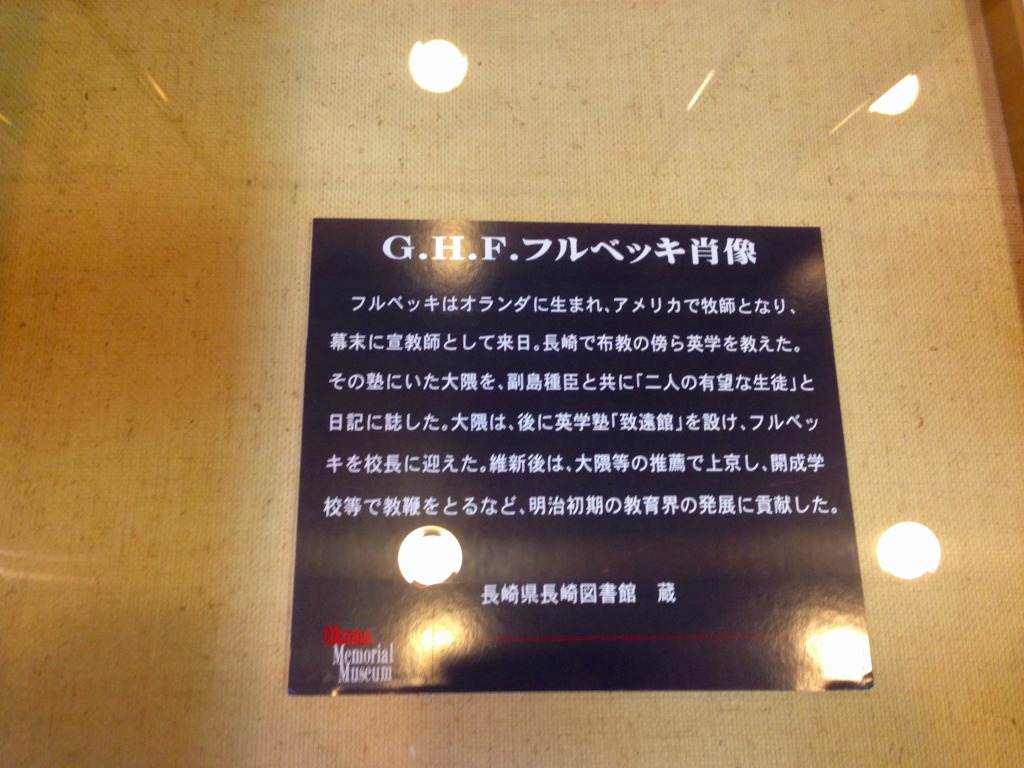 G.H.F.フルベッキ肖像
フルベッキはオランダに生まれ、アメリカで牧師となり、
幕末に宣教師として来日。長崎で布教の傍ら英学を教えた。
その塾にいた大隈を、副島種臣と共に「二人の有望な生徒」と
日記に誌した。大隈は、後に英学塾「致遠館」を設け、フルベッ
キを校長に迎えた。維新後は、大隈等の推薦で上京し、開成学
校等で教鞭をとるなど、明治初期の教育界の発展に貢献した。
長崎県長崎図書館　蔵
Okuma
Memorial
Museum